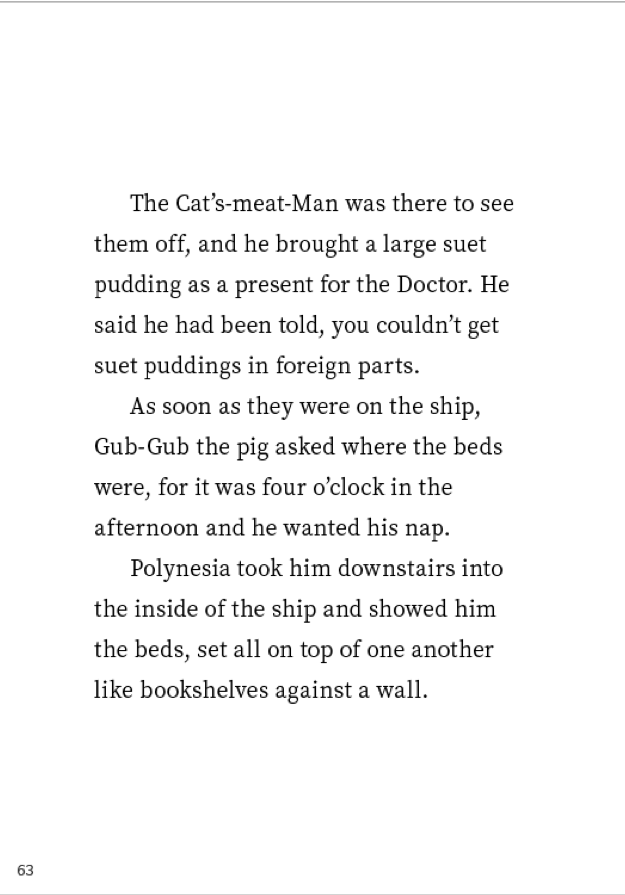 The Cat’s-meat-Man was there to see
them off, and he brought a large suet
pudding as a present for the Doctor. He
said he had been told, you couldn’t get
suet puddings in foreign parts.
As soon as they were on the ship,
Gub-Gub the pig asked where the beds
were, for it was four o’clock in the
afternoon and he wanted his nap.
Polynesia took him downstairs into
the inside of the ship and showed him
the beds, set all on top of one another
like bookshelves against a wall.
63